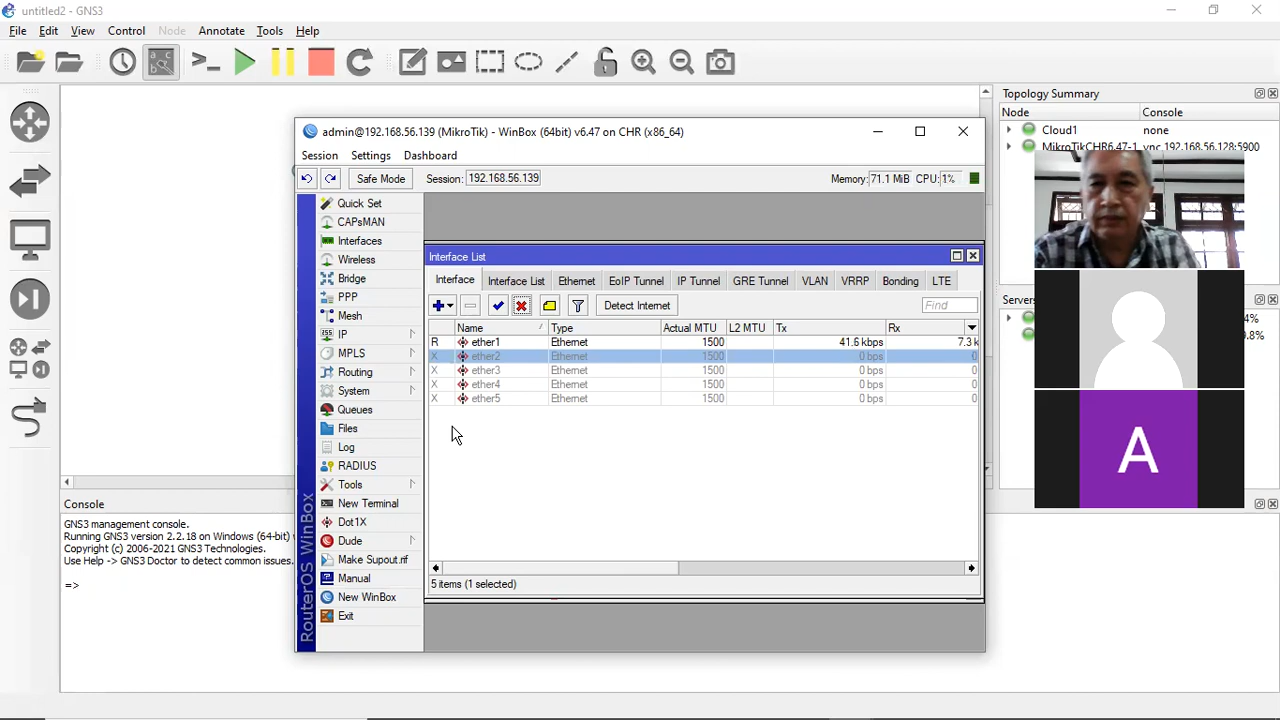 untitled2 - GNS3
File Edit View Control Node Annotate Tools Help
Topology Summary
Node Console
Cloud1 none
MikroTikCHR6.47-1 vnc 192.168.56.128:5900
Servers
4%
9.8%
admin@192.168.56.139 (MikroTik) - WinBox (64bit) v6.47 on CHR (x86_64)
Session Settings Dashboard
Safe Mode Session: 192.168.56.139 Memory: 71.1 MiB CPU: 1%
Quick Set
CAPsMAN
Interfaces
Wireless
Bridge
PPP
Mesh
IP
MPLS
Routing
System
Queues
Files
Log
RADIUS
Tools
New Terminal
Dot1X
Dude
Make Supout.rif
Manual
New WinBox
Exit
RouterOS WinBox
Interface List
Interface Interface List Ethernet EoIP Tunnel IP Tunnel GRE Tunnel VLAN VRRP Bonding LTE
Detect Internet Find
Name Type Actual MTU L2 MTU Tx Rx
R ether1 Ethernet 1500 41.6 kbps 7.3 k
X ether2 Ethernet 1500 0 bps 0
X ether3 Ethernet 1500 0 bps 0
X ether4 Ethernet 1500 0 bps 0
X ether5 Ethernet 1500 0 bps 0
5 items (1 selected)
Console
GNS3 management console.
Running GNS3 version 2.2.18 on Windows (64-bit)
Copyright (c) 2006-2021 GNS3 Technologies.
Use Help -> GNS3 Doctor to detect common issues.
=>
A